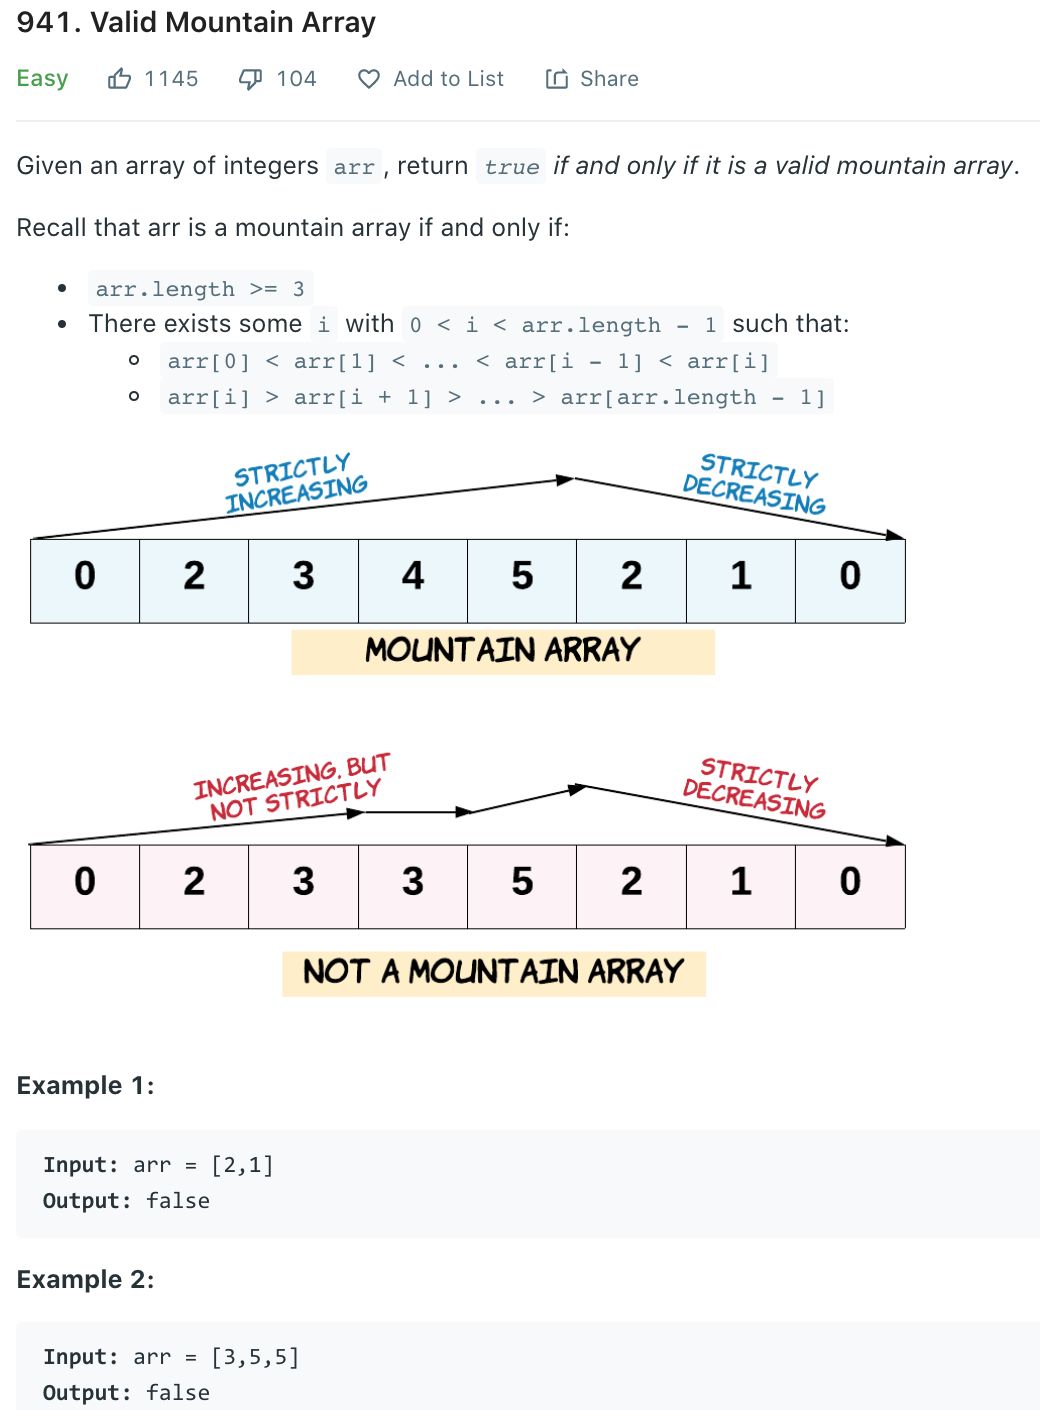 941. Valid Mountain Array
Easy 1145 104 Add to List Share
Given an array of integers arr , return true if and only if it is a valid mountain array.
Recall that arr is a mountain array if and only if:
• arr.length >= 3
• There exists some i with 0 < i < arr.length - 1 such that:
arr[0] < arr[1] < ... < arr[i - 1] < arr[i]
arr[i] > arr[i + 1] > ... > arr[arr.length - 1]
STRICTLY
INCREASING
STRICTLY
DECREASING
0 2 3 4 5 2 1 0
MOUNTAIN ARRAY
INCREASING. BUT
NOT STRICTLY
STRICTLY
DECREASING
0 2 3 3 5 2 1 0
NOT A MOUNTAIN ARRAY
Example 1:
Input: arr = [2,1]
Output: false
Example 2:
Input: arr = [3,5,5]
Output: false